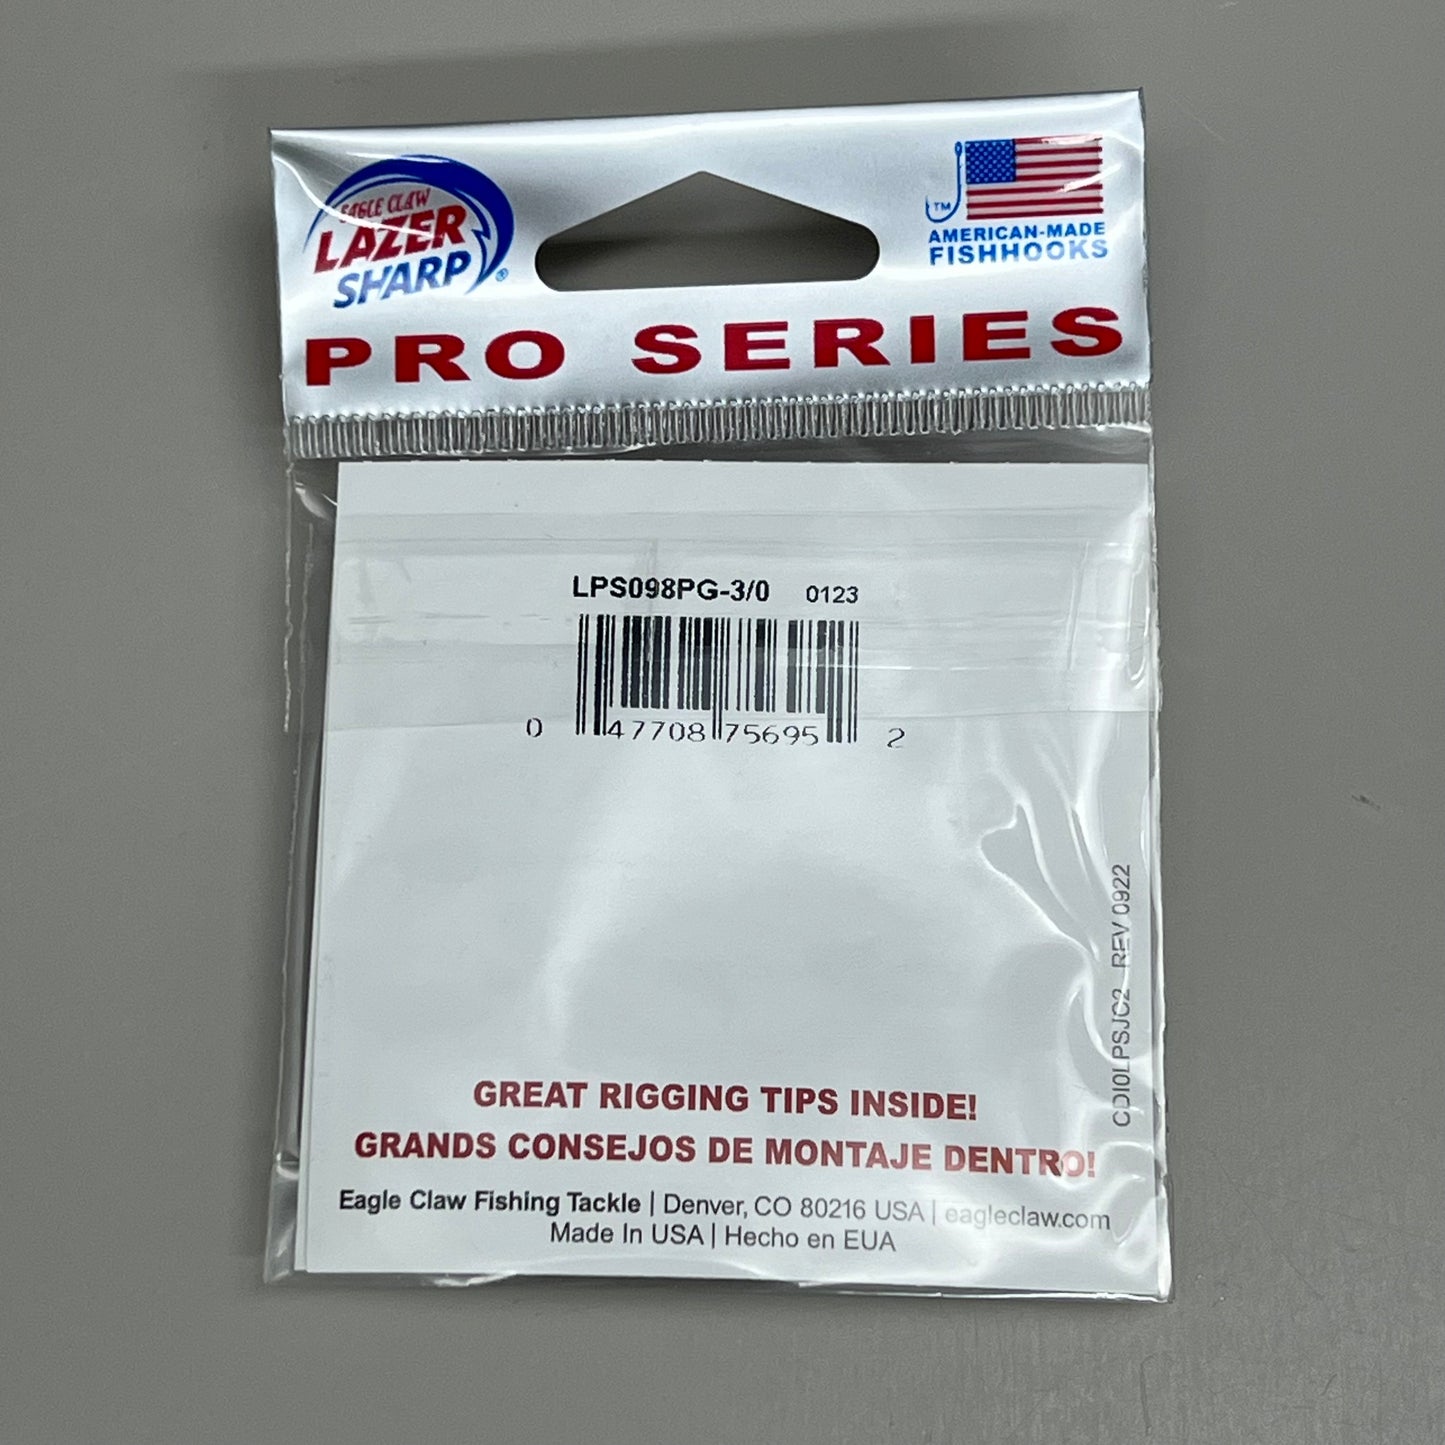 EAGLE CLAW
LAZER
SHARP®
TM
AMERICAN-MADE
FISHHOOKS
PRO SERIES
LPS098PG-3/0 0123
0 47708 75695 2
CDI0LPSJC2 REV 0922
GREAT RIGGING TIPS INSIDE!
GRANDS CONSEJOS DE MONTAJE DENTRO!
Eagle Claw Fishing Tackle | Denver, CO 80216 USA | eagleclaw.com
Made In USA | Hecho en EUA